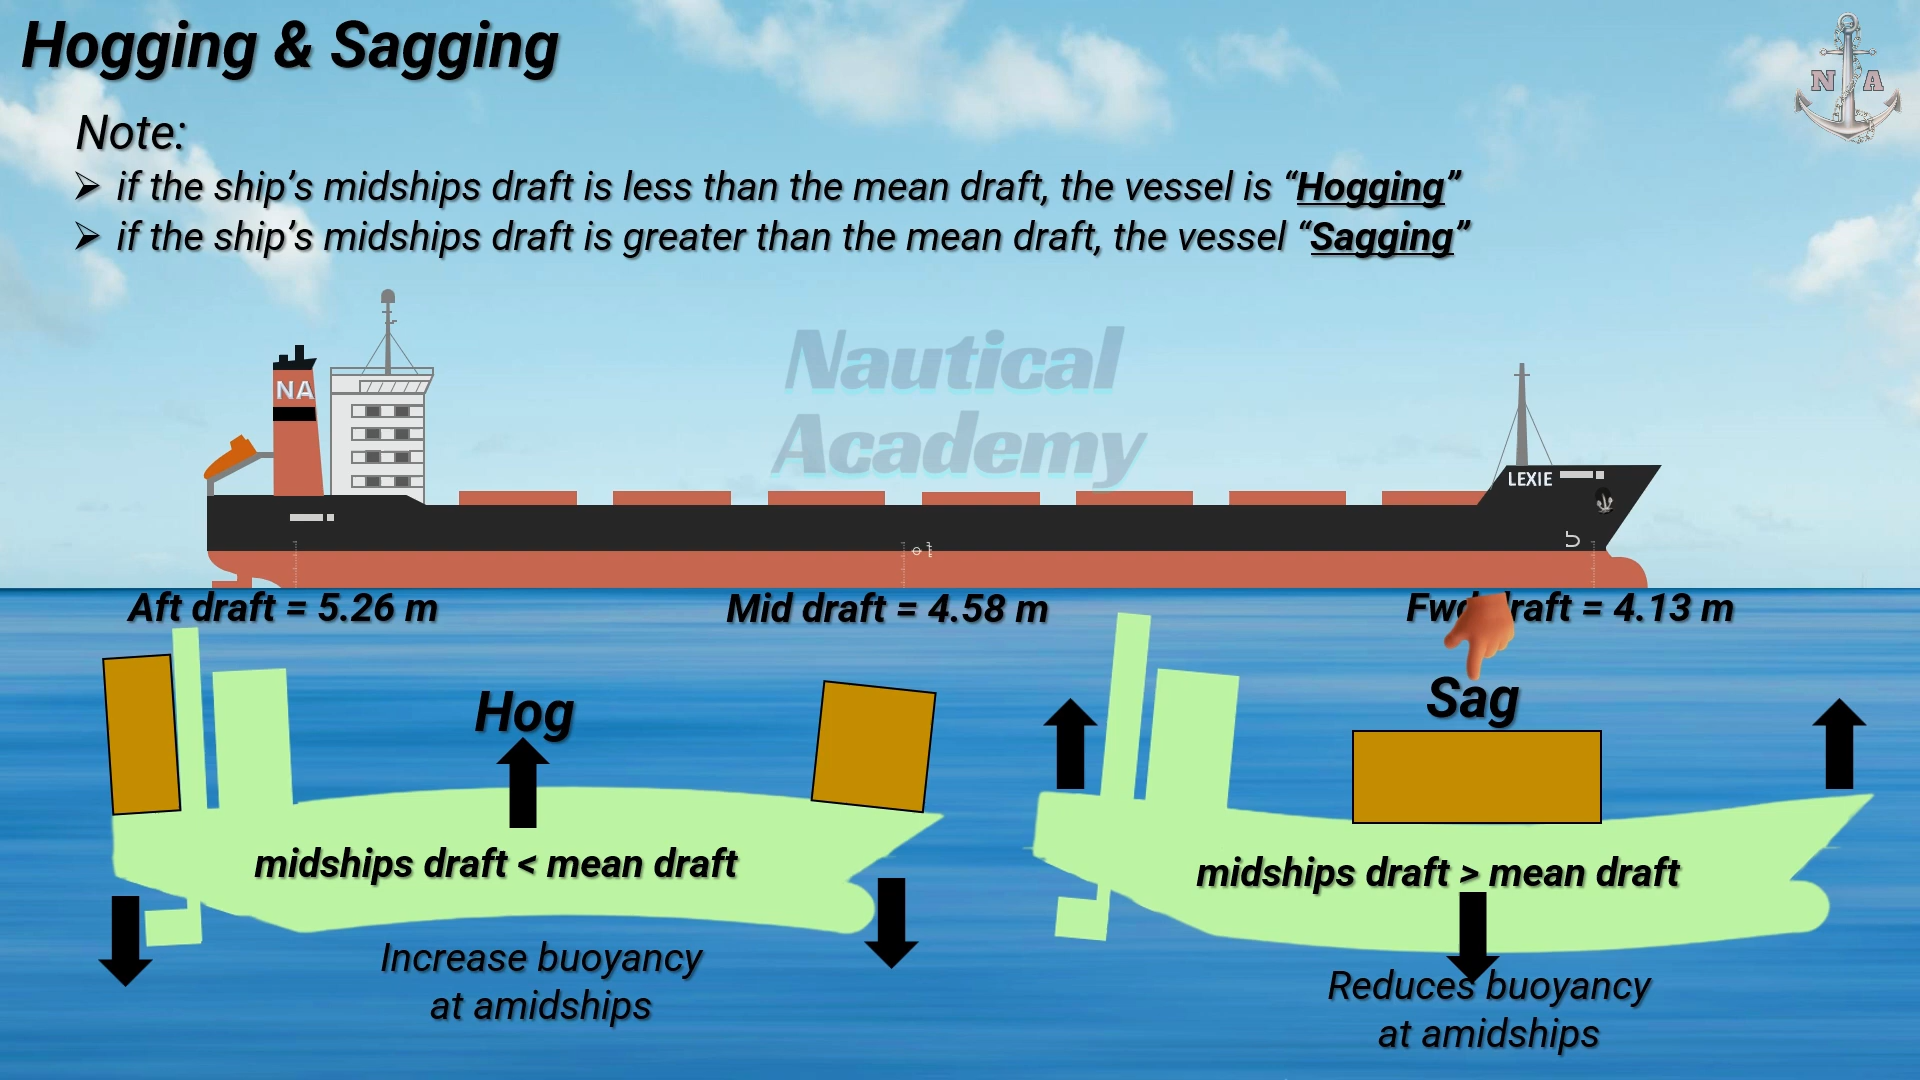 Hogging & Sagging
N A
Note:
➢ if the ship's midships draft is less than the mean draft, the vessel is “Hogging”
➢ if the ship's midships draft is greater than the mean draft, the vessel “Sagging”
Nautical
Academy
NA
LEXIE
Aft draft = 5.26 m
Mid draft = 4.58 m
Fwd draft = 4.13 m
Hog
midships draft < mean draft
Increase buoyancy
at amidships
Sag
midships draft > mean draft
Reduces buoyancy
at amidships